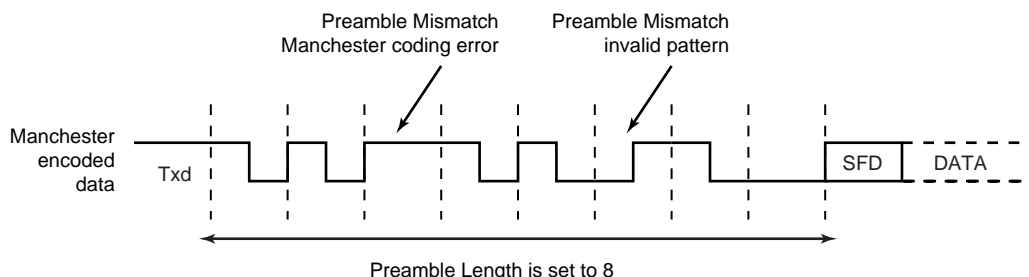 Preamble Mismatch
Manchester coding error
Preamble Mismatch
invalid pattern
Manchester
encoded
data
Txd
SFD
DATA
Preamble Length is set to 8